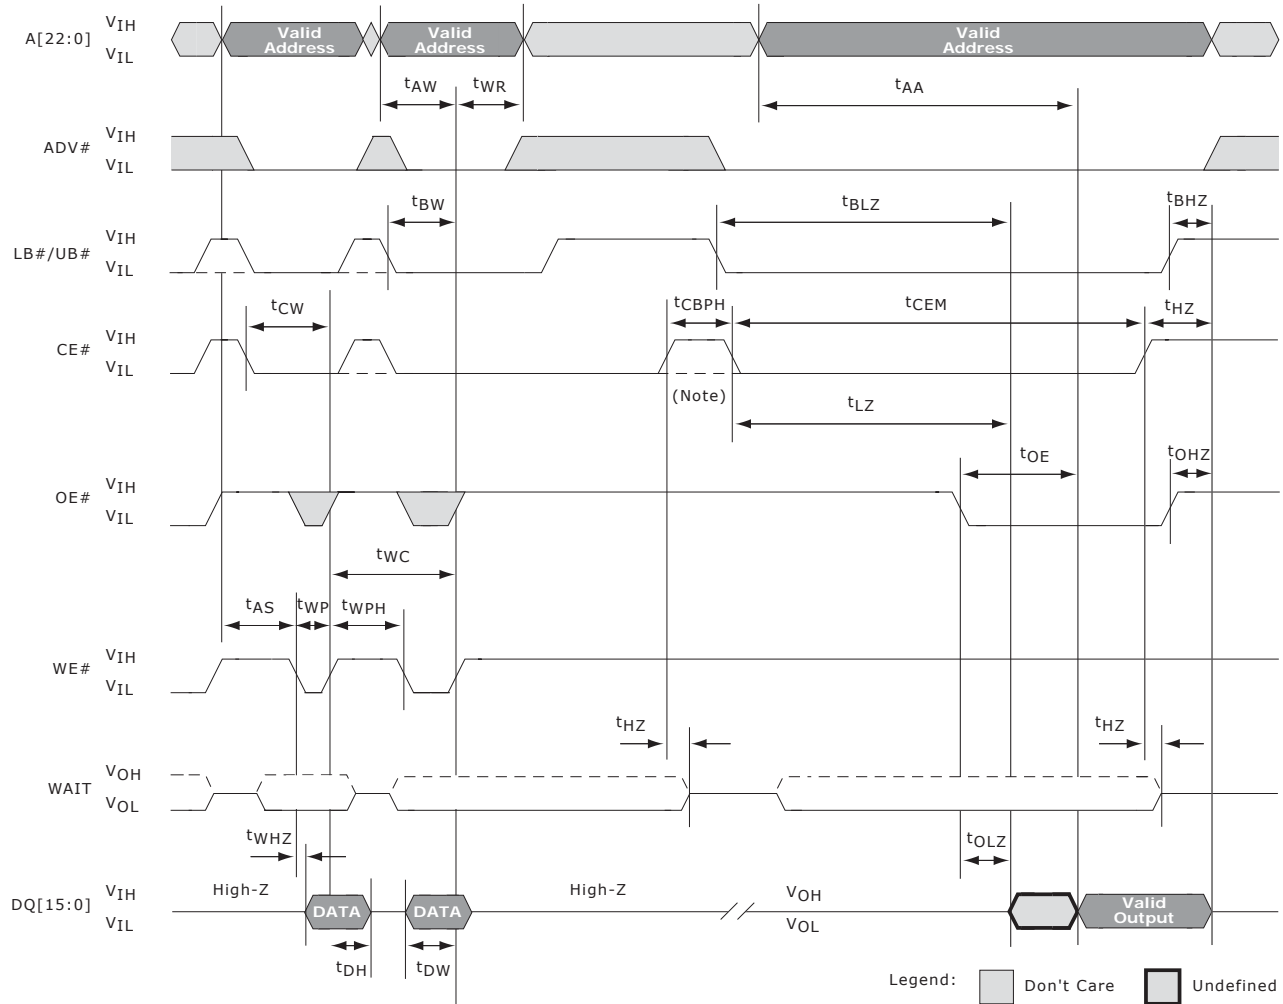 A[22:0]
VIH
VIL
Valid
Address
Valid
Address
Valid
Address
tAW
tWR
tAA
ADV#
VIH
VIL
tBW
tBLZ
tBHZ
LB#/UB#
VIH
VIL
tCW
tCBPH
tCEM
tHZ
CE#
VIH
VIL
(Note)
tLZ
tOE
tOHZ
OE#
VIH
VIL
tWC
tAS
tWP
tWPH
WE#
VIH
VIL
tHZ
tHZ
WAIT
VOH
VOL
tWHZ
tOLZ
DQ[15:0]
VIH
VIL
High-Z
DATA
DATA
High-Z
VOH
VOL
Valid
Output
tDH
tDW
Legend:
Don't Care
Undefined